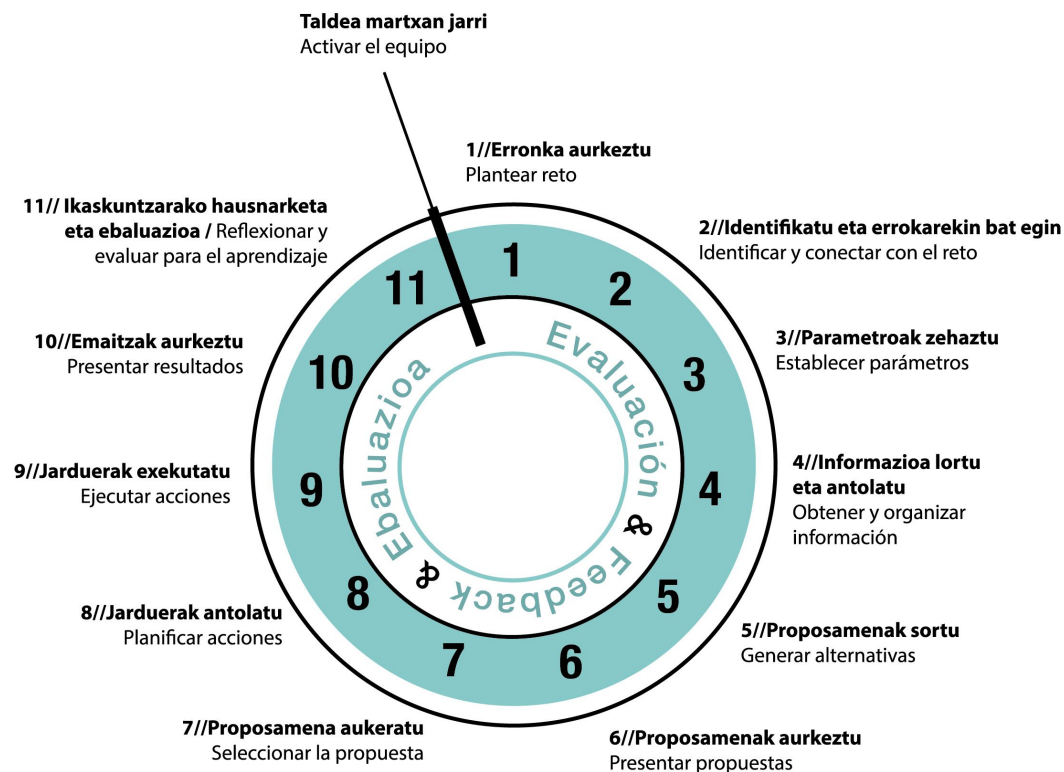 Taldea martxan jarri
Activar el equipo
1//Erronka aurkeztu
Plantear reto
2//Identifikatu eta errokarekin bat egin
Identificar y conectar con el reto
3//Parametroak zehaztu
Establecer parámetros
4//Informazioa lortu
eta antolatu
Obtener y organizar
información
5//Proposamenak sortu
Generar alternativas
6//Proposamenak aurkeztu
Presentar propuestas
7//Proposamena aukeratu
Seleccionar la propuesta
8//Jarduerak antolatu
Planificar acciones
9//Jarduerak exekutatu
Ejecutar acciones
10//Emaitzak aurkeztu
Presentar resultados
11// Ikaskuntzarako hausnarketa
eta ebaluazioa / Reflexionar y
evaluar para el aprendizaje
1
2
3
4
5
6
7
8
9
10
11
Evaluación & Feedback & Ebaluazioa